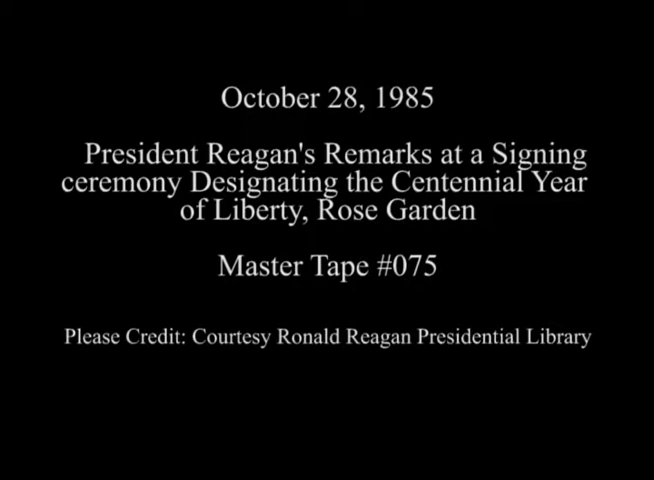 October 28, 1985
President Reagan's Remarks at a Signing
ceremony Designating the Centennial Year
of Liberty, Rose Garden
Master Tape #075
Please Credit: Courtesy Ronald Reagan Presidential Library